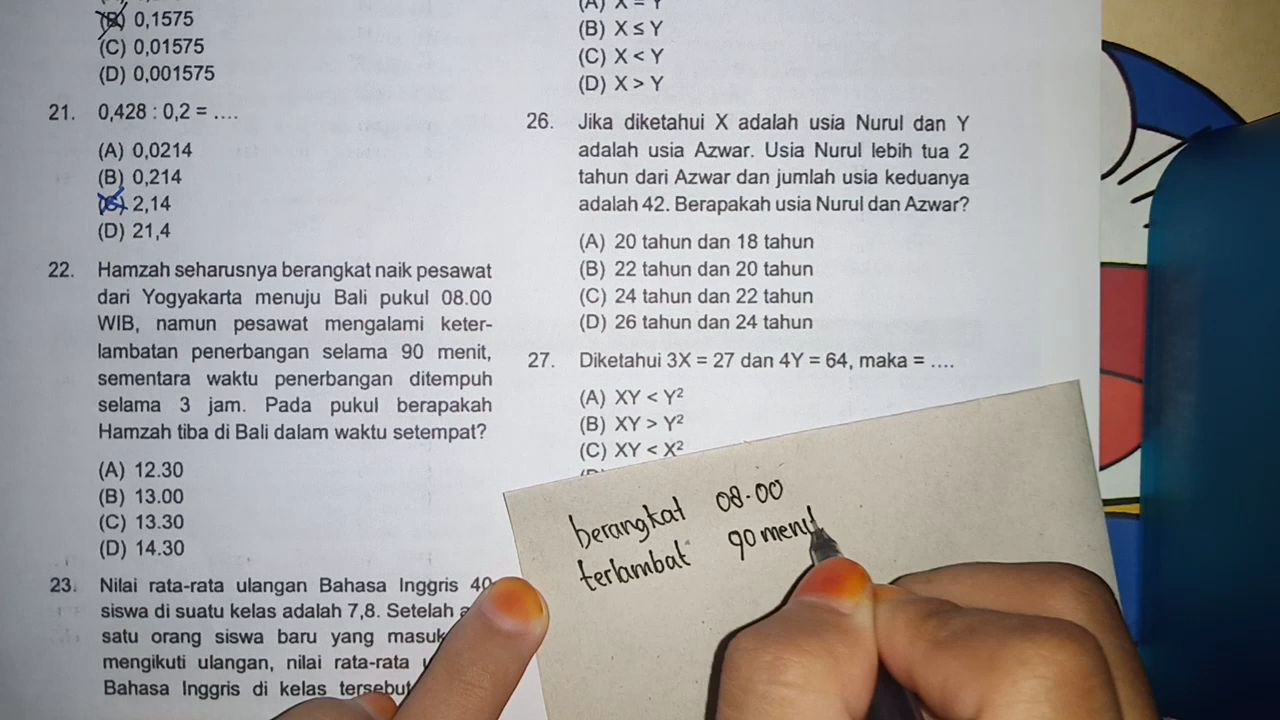 (B) 0,1575
(C) 0,01575
(D) 0,001575
21. 0,428 : 0,2 = ....
(A) 0,0214
(B) 0,214
(C) 2,14
(D) 21,4
22. Hamzah seharusnya berangkat naik pesawat
dari Yogyakarta menuju Bali pukul 08.00
WIB, namun pesawat mengalami keter-
lambatan penerbangan selama 90 menit,
sementara waktu penerbangan ditempuh
selama 3 jam. Pada pukul berapakah
Hamzah tiba di Bali dalam waktu setempat?
(A) 12.30
(B) 13.00
(C) 13.30
(D) 14.30
23. Nilai rata-rata ulangan Bahasa Inggris 40
siswa di suatu kelas adalah 7,8. Setelah
satu orang siswa baru yang masuk
mengikuti ulangan, nilai rata-rata
Bahasa Inggris di kelas tersebut
(A) X = Y
(B) X ≤ Y
(C) X < Y
(D) X > Y
26. Jika diketahui X adalah usia Nurul dan Y
adalah usia Azwar. Usia Nurul lebih tua 2
tahun dari Azwar dan jumlah usia keduanya
adalah 42. Berapakah usia Nurul dan Azwar?
(A) 20 tahun dan 18 tahun
(B) 22 tahun dan 20 tahun
(C) 24 tahun dan 22 tahun
(D) 26 tahun dan 24 tahun
27. Diketahui 3X = 27 dan 4Y = 64, maka = ....
(A) XY < Y²
(B) XY > Y²
(C) XY < X²
berangkat 08.00
terlambat 90 menit